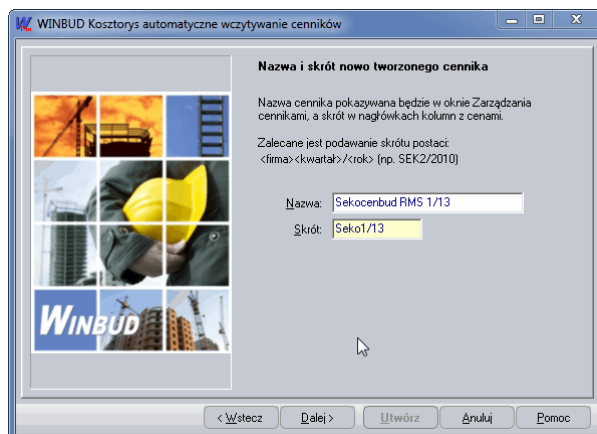 WINBUD Kosztorys automatyczne wczytywanie cenników
Nazwa i skrót nowo tworzonego cennika
Nazwa cennika pokazywana będzie w oknie Zarządzania
cennikami, a skrót w nagłówkach kolumn z cenami.
Zalecane jest podawanie skrótu postaci:
<firma><kwartał>/<rok> (np. SEK2/2010)
Nazwa: Sekocenbud RMS 1/13
Skrót: Seko1/13
WINBUD
< Wstecz Dalej > Utwórz Anuluj Pomoc